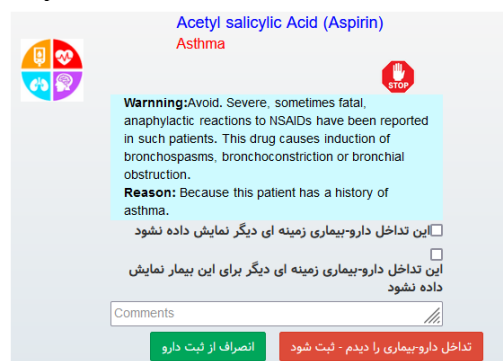 Acetyl salicylic Acid (Aspirin)
Asthma
STOP
Warnning:Avoid. Severe, sometimes fatal,
anaphylactic reactions to NSAIDs have been reported
in such patients. This drug causes induction of
bronchospasms, bronchoconstriction or bronchial
obstruction.
Reason: Because this patient has a history of
asthma.
این تداخل دارو-بیماری زمینه ای دیگر نمایش داده نشود
این تداخل دارو-بیماری زمینه ای دیگر برای این بیمار نمایش
داده نشود
Comments
تداخل دارو-بیماری را دیدم - ثبت شود
انصراف از ثبت دارو